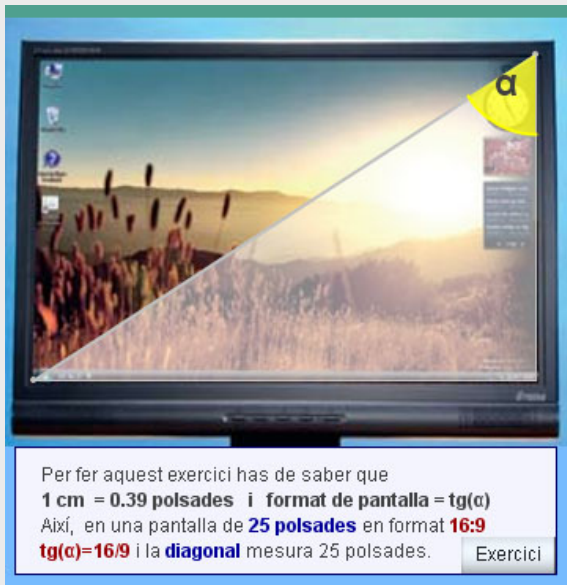 α
Per fer aquest exercici has de saber que
1 cm = 0.39 polsades i format de pantalla = tg(α)
Així, en una pantalla de 25 polsades en format 16:9
tg(α)=16/9 i la diagonal mesura 25 polsades.
Exercici